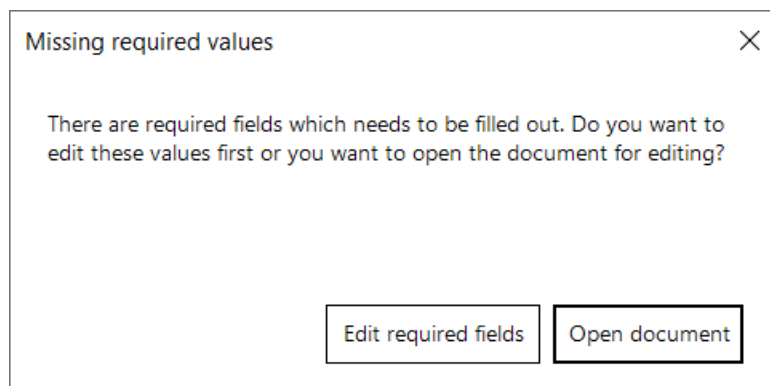 Missing required values
There are required fields which needs to be filled out. Do you want to
edit these values first or you want to open the document for editing?
Edit required fields
Open document